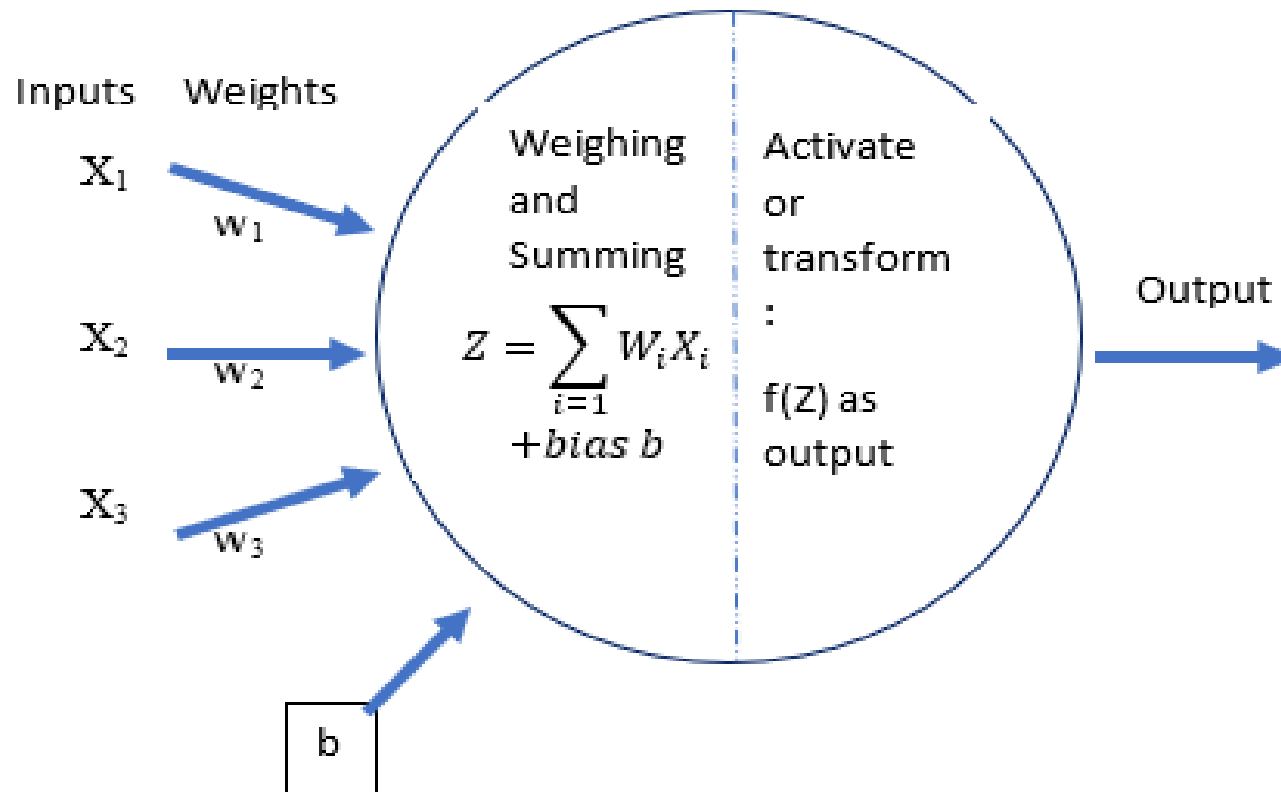 Inputs Weights
X₁
w₁
X₂
w₂
X₃
w₃
b
Weighing
and
Summing
Z = ∑ WᵢXᵢ
i=1
+bias b
Activate
or
transform
:
f(Z) as
output
Output